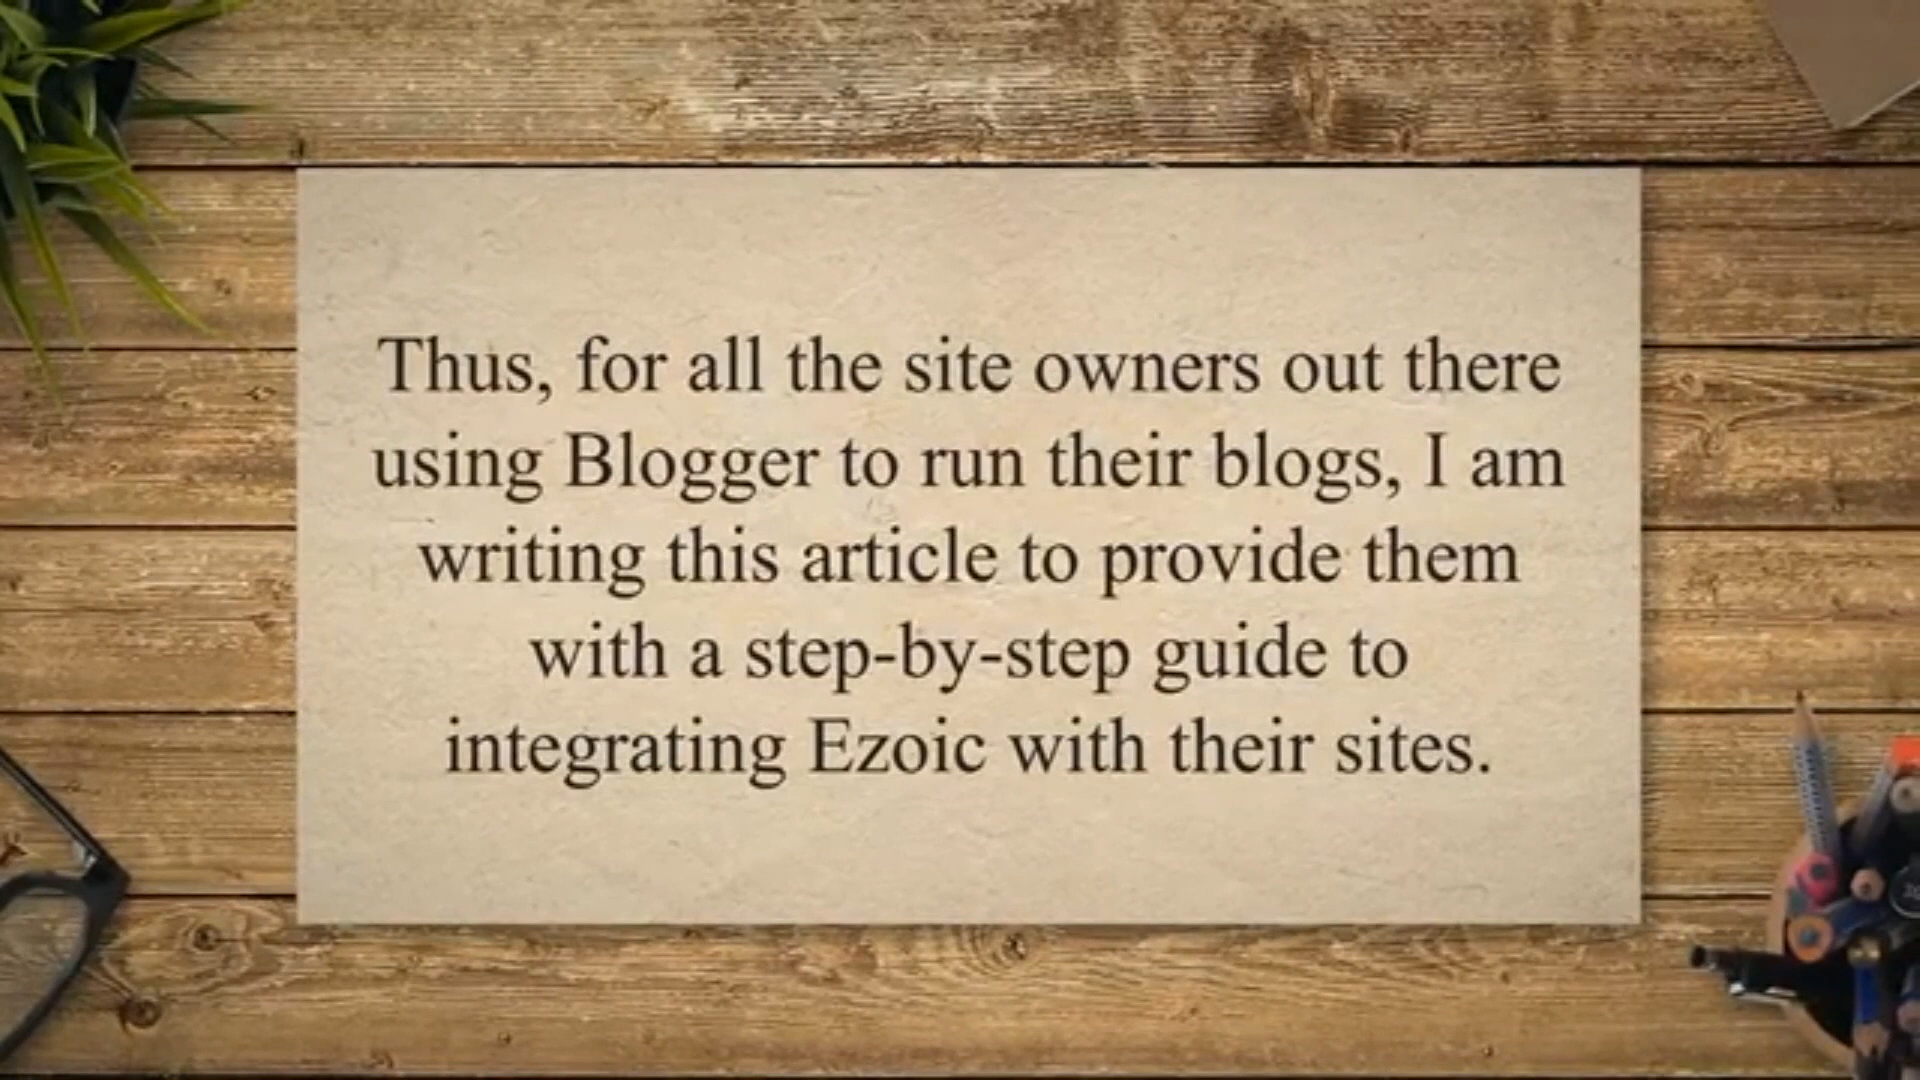 Thus, for all the site owners out there
using Blogger to run their blogs, I am
writing this article to provide them
with a step-by-step guide to
integrating Ezoic with their sites.